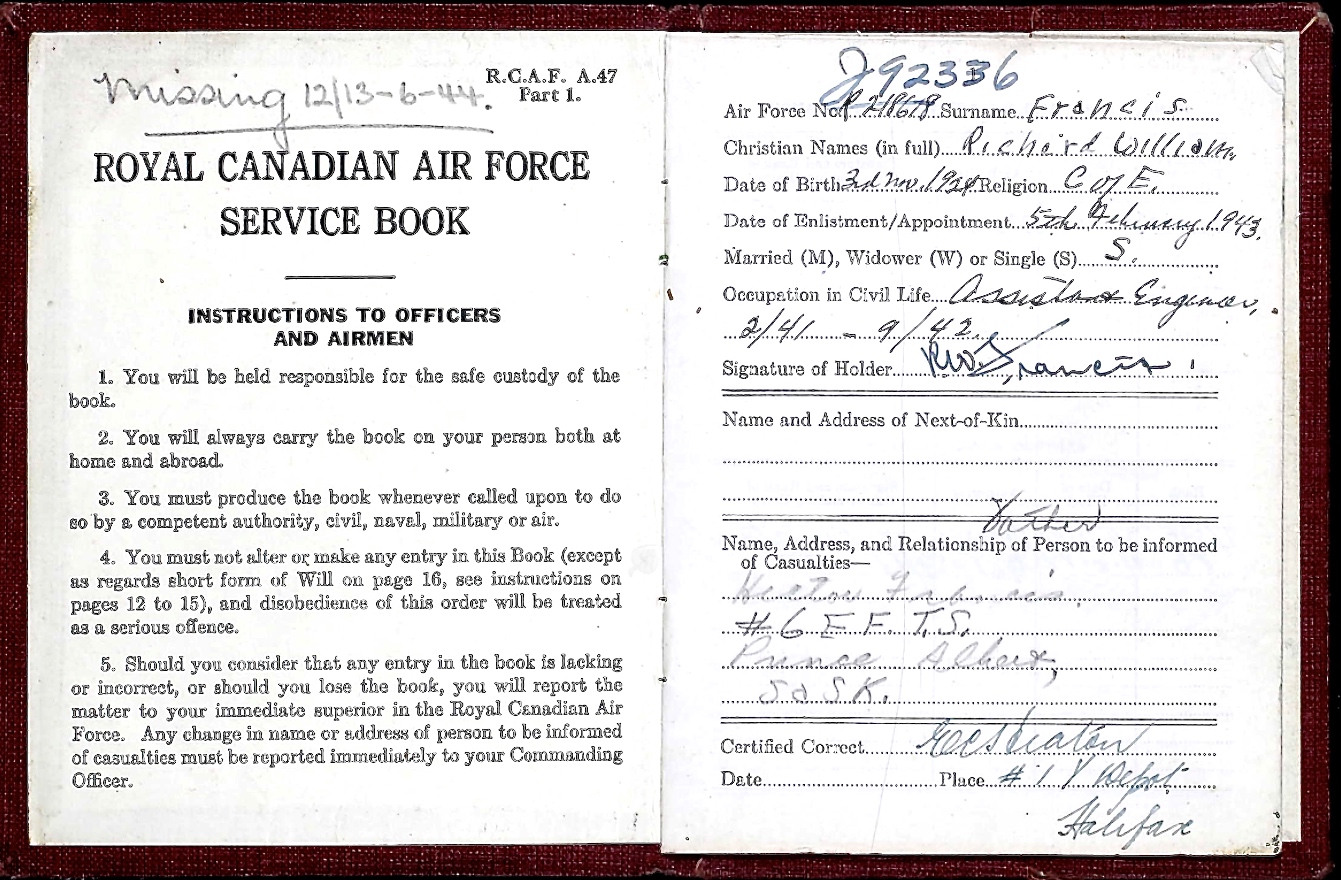 Missing 12/13-6-44.
R.C.A.F. A.47
Part 1.
ROYAL CANADIAN AIR FORCE
SERVICE BOOK
INSTRUCTIONS TO OFFICERS
AND AIRMEN
1. You will be held responsible for the safe custody of the
book.
2. You will always carry the book on your person both at
home and abroad.
3. You must produce the book whenever called upon to do
so by a competent authority, civil, naval, military or air.
4. You must not alter or make any entry in this Book (except
as regards short form of Will on page 16, see instructions on
pages 12 to 15), and disobedience of this order will be treated
as a serious offence.
5. Should you consider that any entry in the book is lacking
or incorrect, or should you lose the book, you will report the
matter to your immediate superior in the Royal Canadian Air
Force. Any change in name or address of person to be informed
of casualties must be reported immediately to your Commanding
Officer.
J92336
Air Force No. R218618 Surname Francis
Christian Names (in full) Richard William
Date of Birth 3rd Nov. 1924 Religion C of E.
Date of Enlistment/Appointment 5th February 1943.
Married (M), Widower (W) or Single (S) S.
Occupation in Civil Life Assistant Engineer,
2/41 - 9/42
Signature of Holder RW Francis
Name and Address of Next-of-Kin
Father
Name, Address, and Relationship of Person to be informed
of Casualties—
Francis.
#6 E.F.T.S.
Prince Albert,
SASK.
Certified Correct
Date Place #1 Y Depot
Halifax